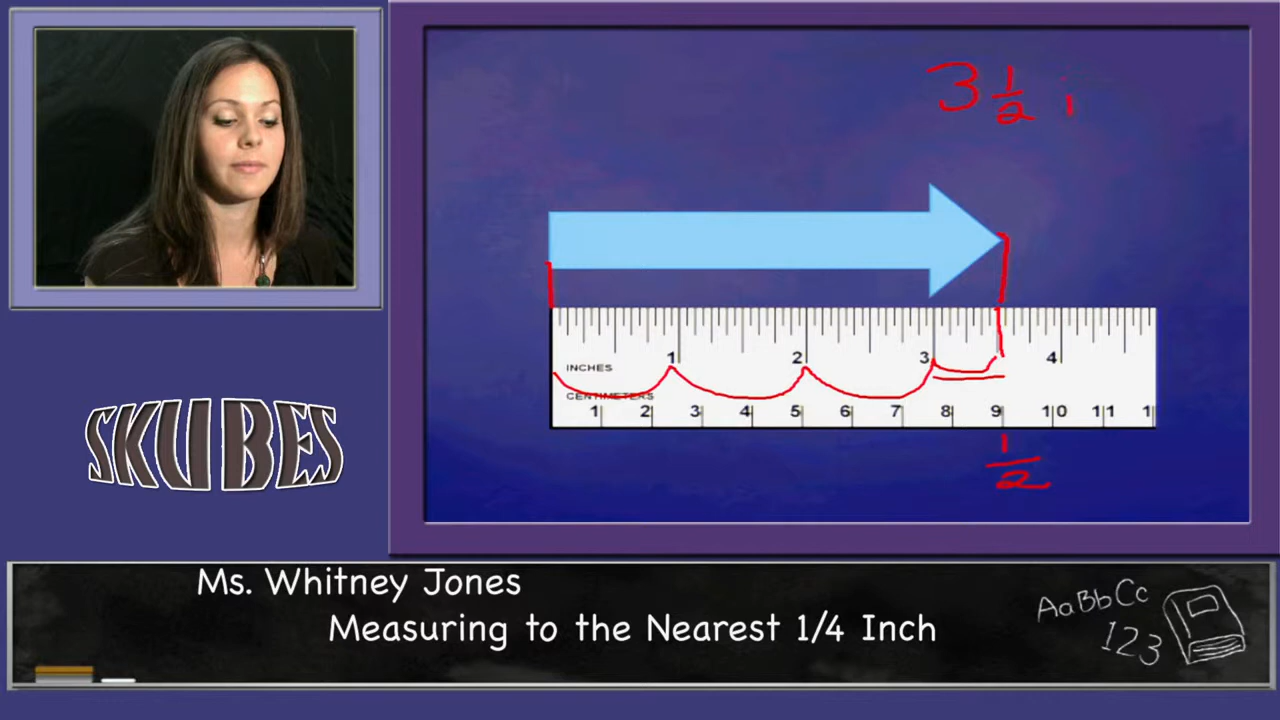 3 1/2 i
1 2 3 4
INCHES
CENTIMETERS
1 2 3 4 5 6 7 8 9 10 11 1
1/2
SKUBES
Ms. Whitney Jones
Measuring to the Nearest 1/4 Inch
AaBbCc
123